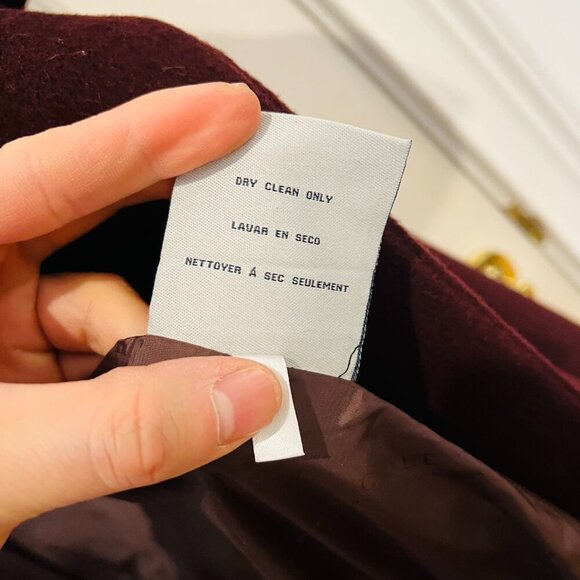 DRY CLEAN ONLY
LAVAR EN SECO
NETTOYER Á SEC SEULEMENT